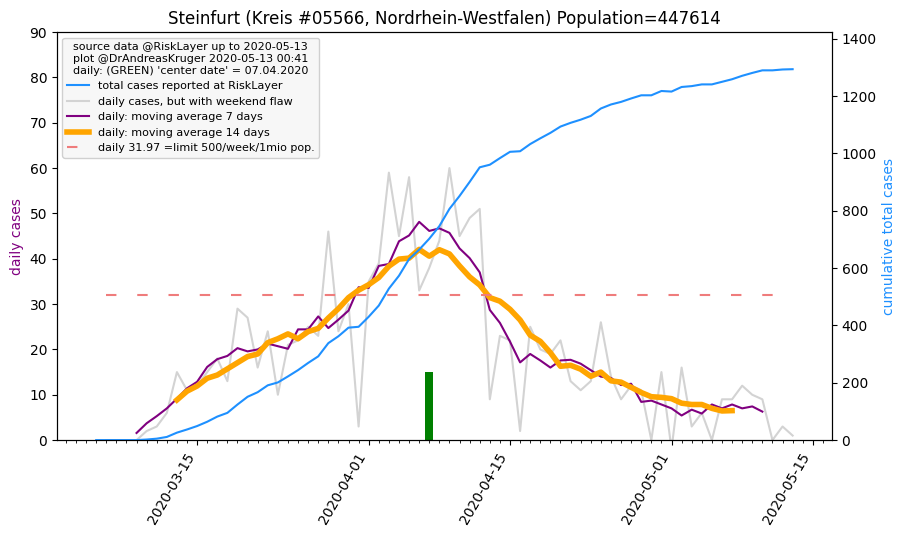 Steinfurt (Kreis #05566, Nordrhein-Westfalen) Population=447614
source data @RiskLayer up to 2020-05-13
plot @DrAndreasKruger 2020-05-13 00:41
daily: (GREEN) 'center date' = 07.04.2020
total cases reported at RiskLayer
daily cases, but with weekend flaw
daily: moving average 7 days
daily: moving average 14 days
daily 31.97 =limit 500/week/1mio pop.
daily cases
90
80
70
60
50
40
30
20
10
0
cumulative total cases
1400
1200
1000
800
600
400
200
0
2020-03-15
2020-04-01
2020-04-15
2020-05-01
2020-05-15